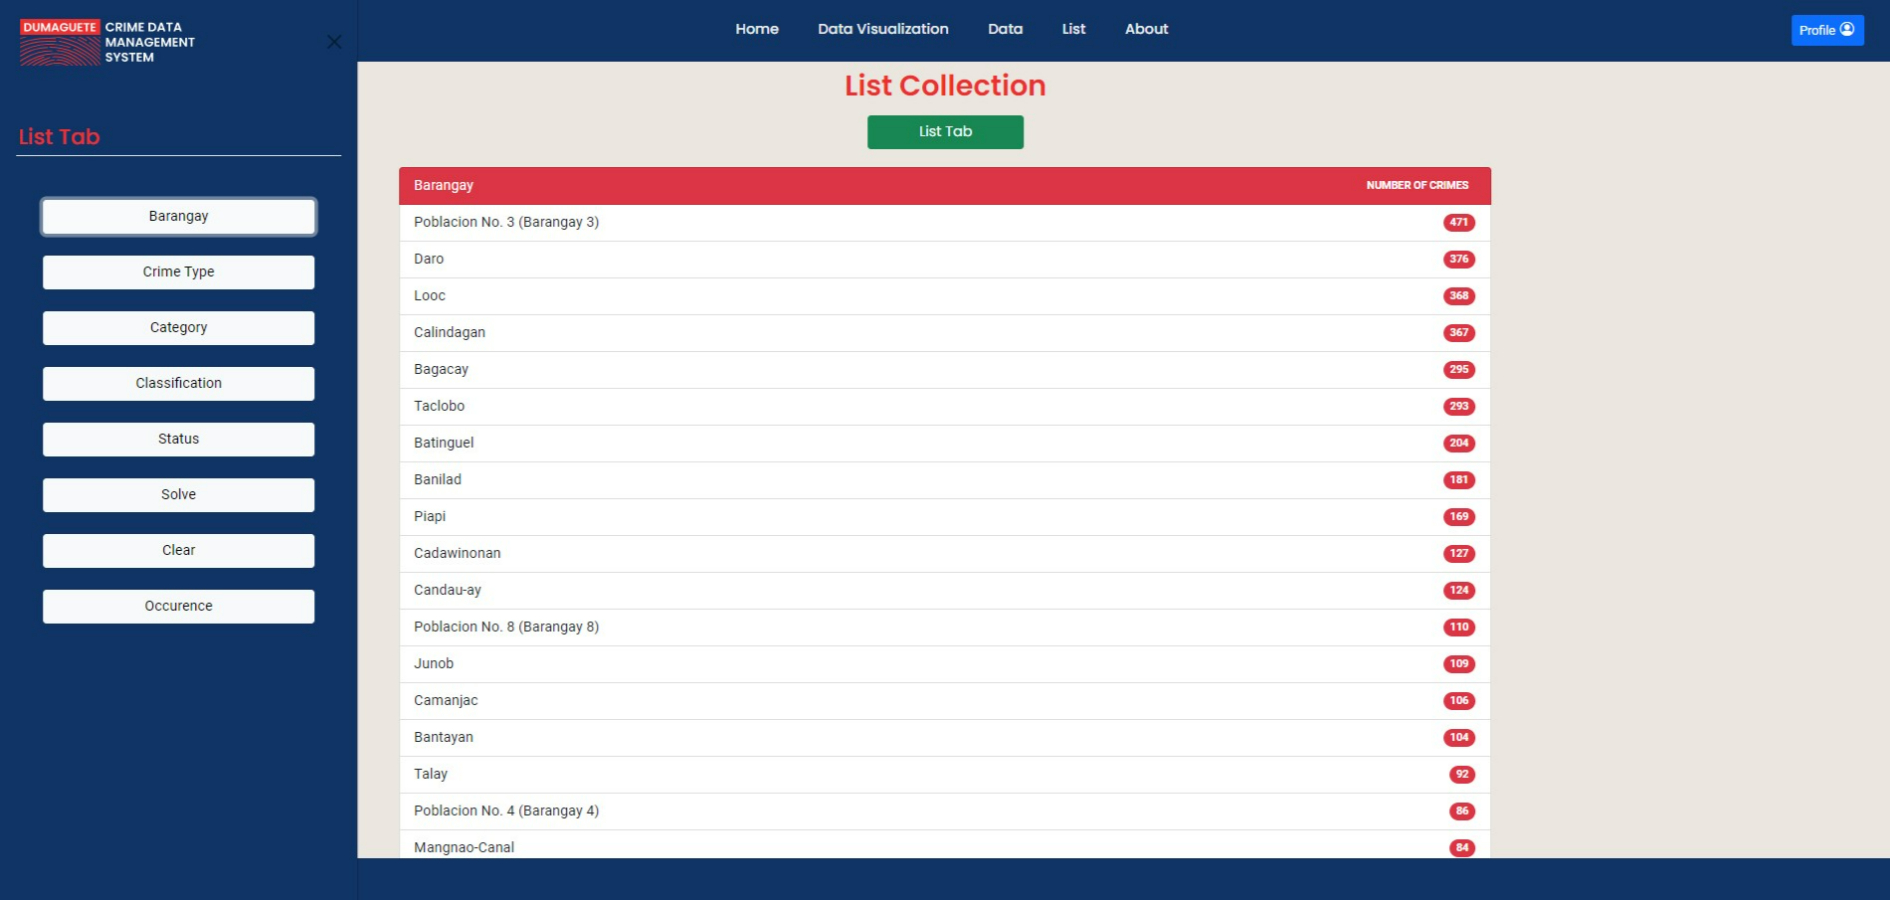 DUMAGUETE CRIME DATA
MANAGEMENT
SYSTEM
Home Data Visualization Data List About
Profile
List Tab
Barangay
Crime Type
Category
Classification
Status
Solve
Clear
Occurence
List Collection
List Tab
Barangay NUMBER OF CRIMES
Poblacion No. 3 (Barangay 3) 471
Daro 376
Looc 368
Calindagan 367
Bagacay 295
Taclobo 293
Batinguel 204
Banilad 181
Piapi 169
Cadawinonan 127
Candau-ay 124
Poblacion No. 8 (Barangay 8) 110
Junob 109
Camanjac 106
Bantayan 104
Talay 92
Poblacion No. 4 (Barangay 4) 86
Mangnao-Canal 84